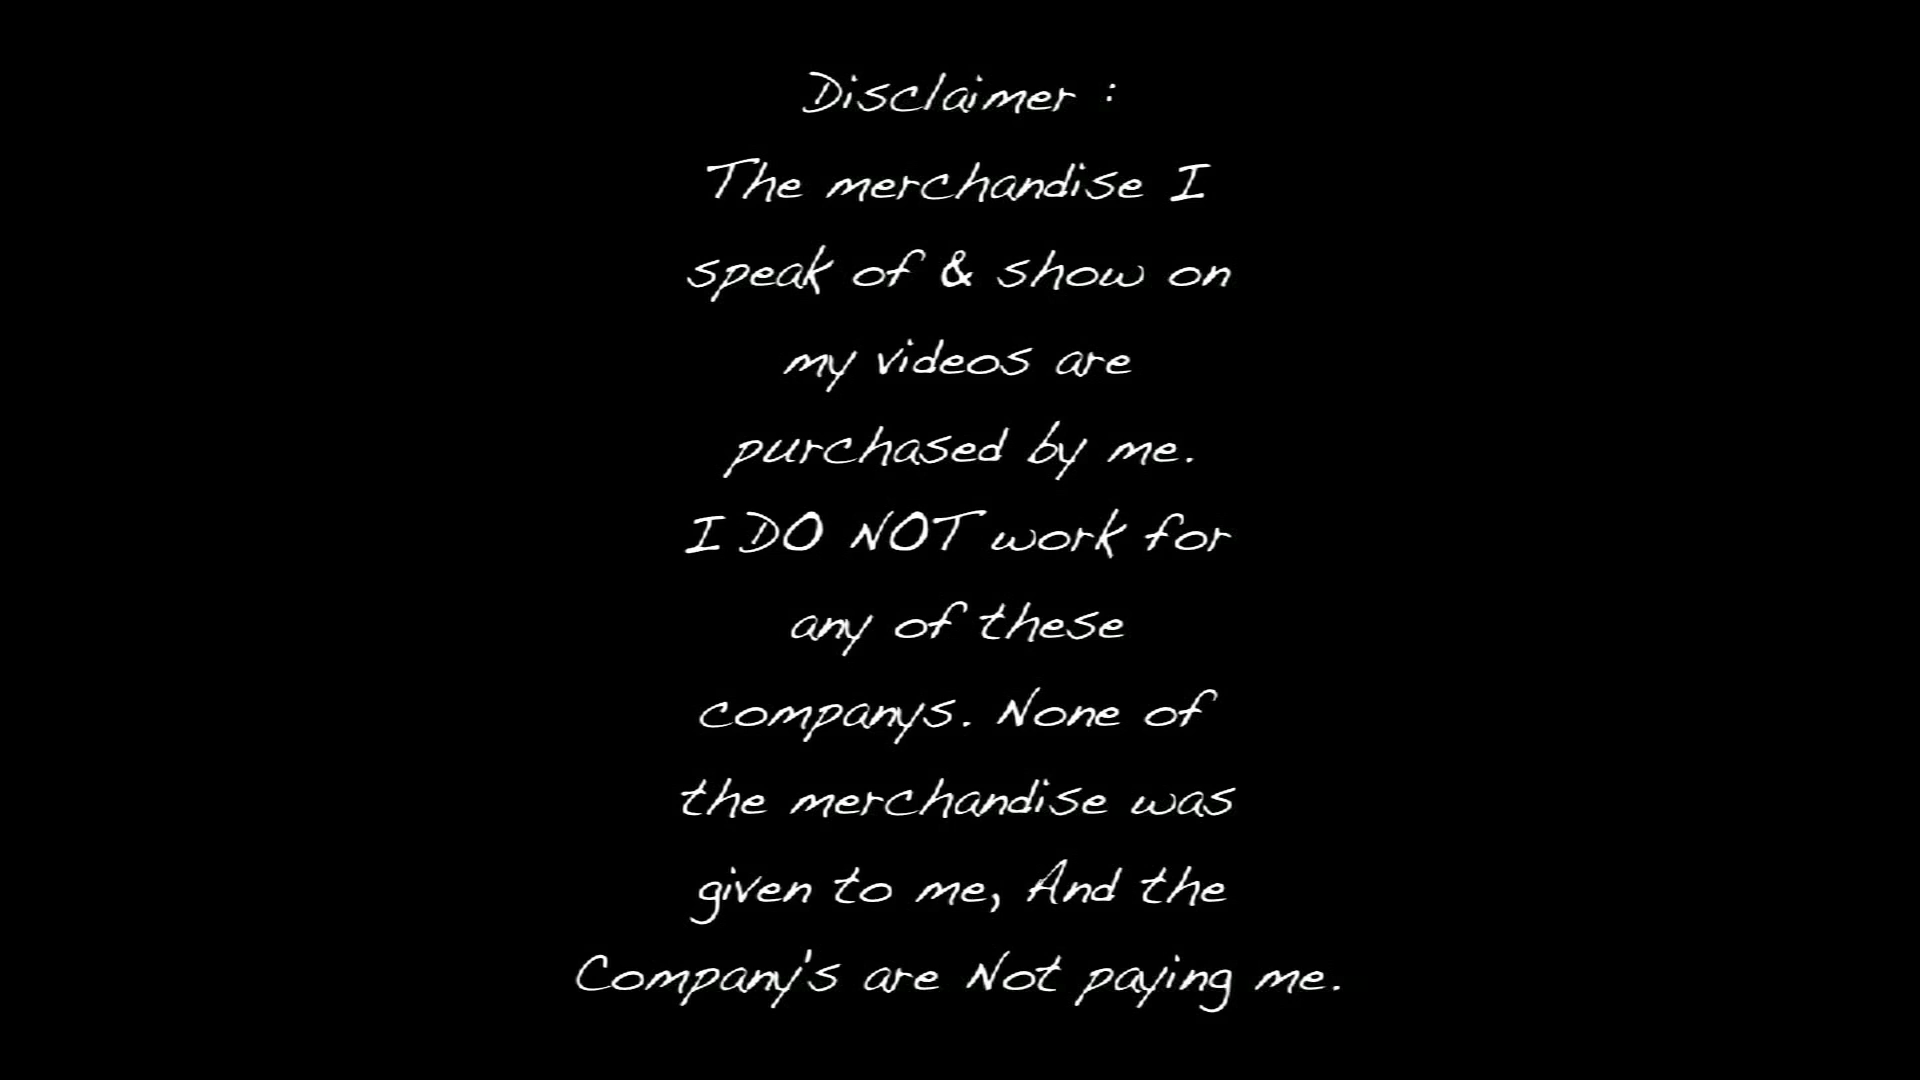 Disclaimer :
The merchandise I
speak of & show on
my videos are
purchased by me.
I DO NOT work for
any of these
companys. None of
the merchandise was
given to me, And the
Company's are Not paying me.